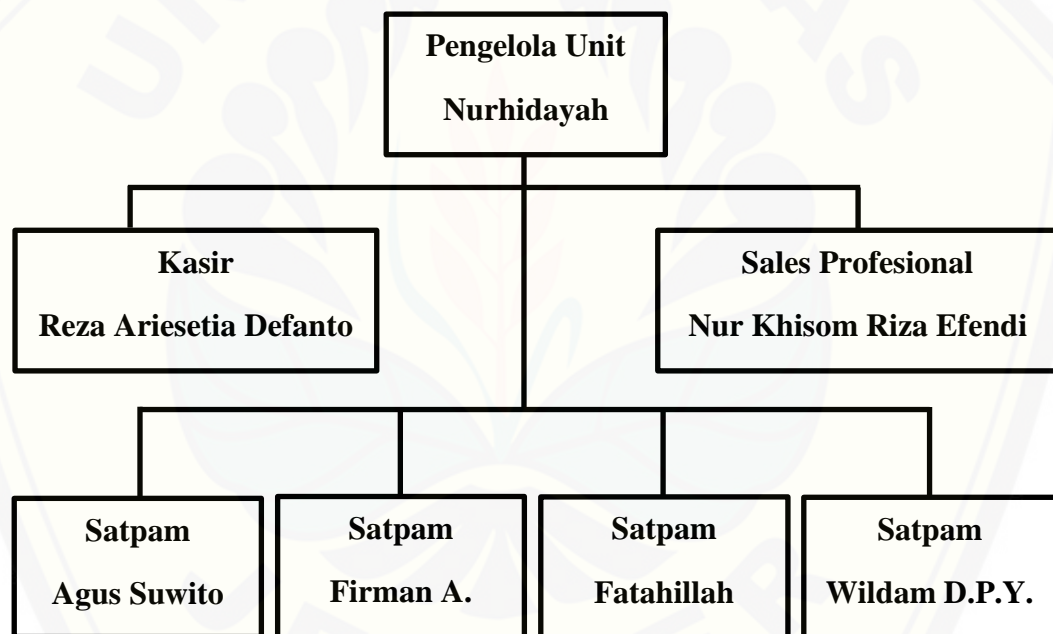 Pengelola Unit
Nurhidayah
Kasir
Reza Ariesetia Defanto
Sales Profesional
Nur Khisom Riza Efendi
Satpam
Agus Suwito
Satpam
Firman A.
Satpam
Fatahillah
Satpam
Wildam D.P.Y.